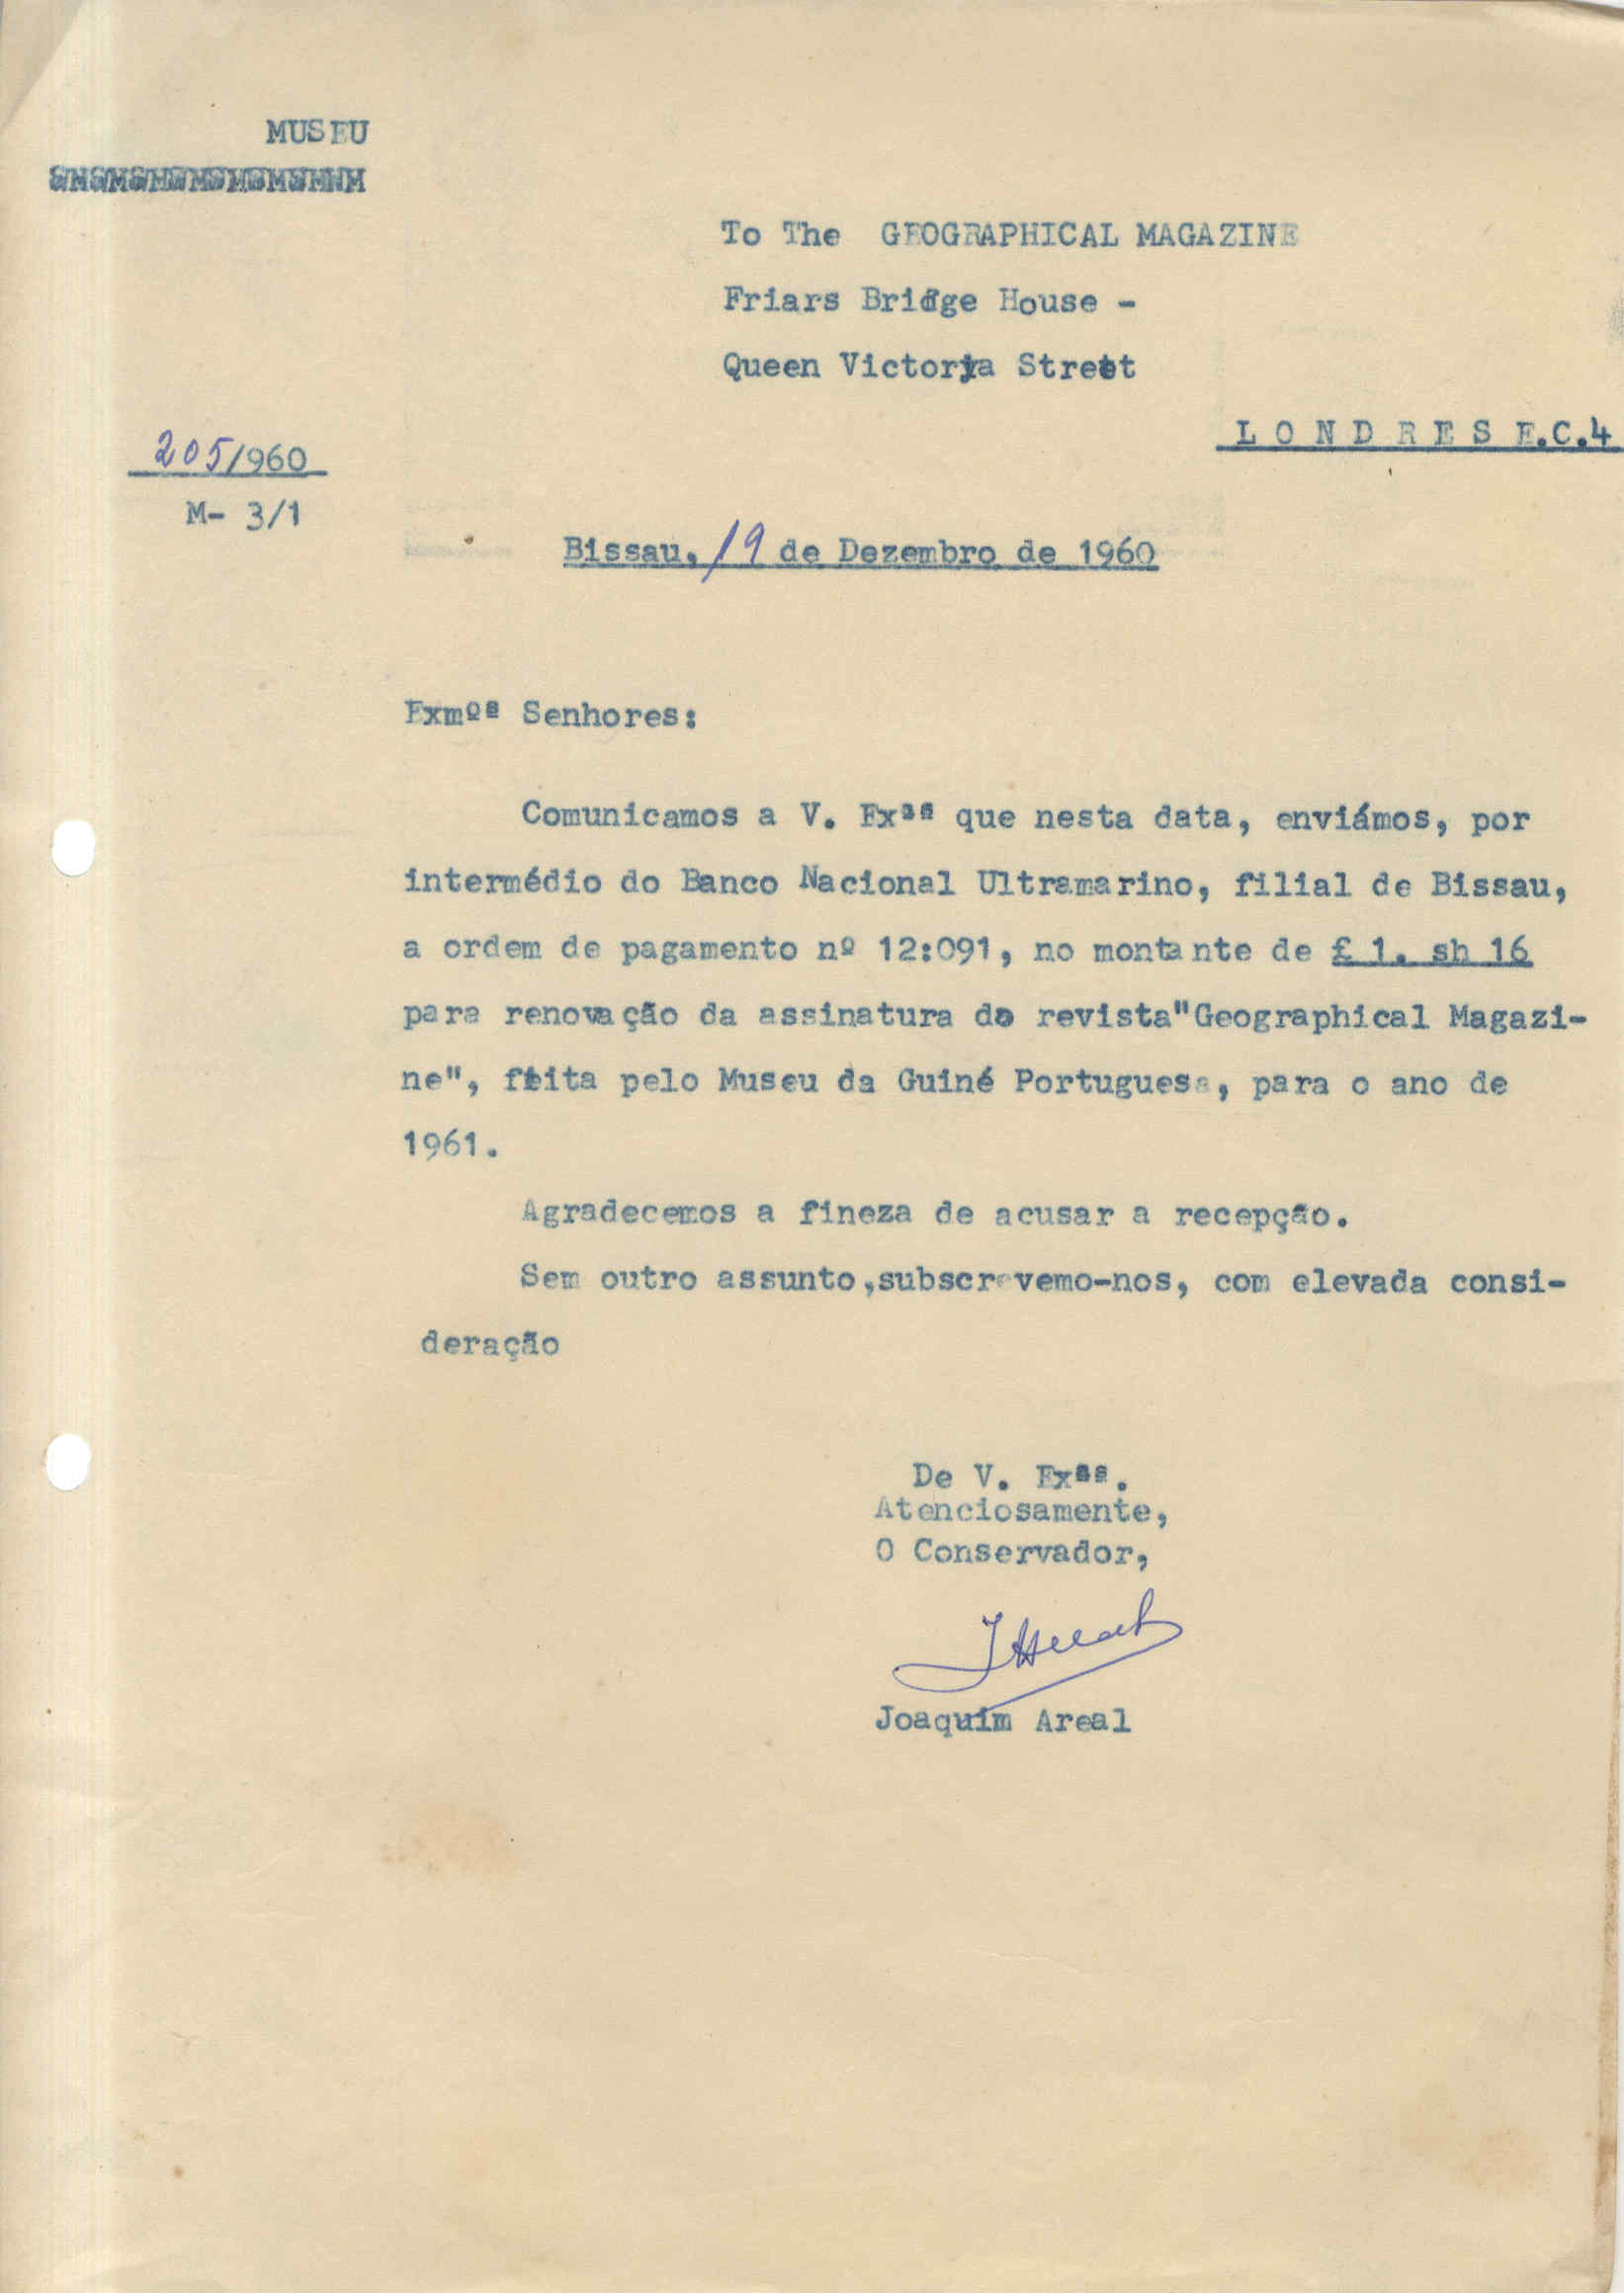 MUSEU
To The GEOGRAPHICAL MAGAZINE
Friars Bridge House -
Queen Victoria Street
L O N D R E S E.C.4
205/960
M- 3/1
Bissau, 19 de Dezembro de 1960
Exmºs Senhores:
Comunicamos a V. Exªs que nesta data, enviámos, por
intermédio do Banco Nacional Ultramarino, filial de Bissau,
a ordem de pagamento nº 12:091, no montante de £ 1. sh 16
para renovação da assinatura da revista"Geographical Magazi-
ne", feita pelo Museu da Guiné Portuguesa, para o ano de
1961.
Agradecemos a fineza de acusar a recepção.
Sem outro assunto,subscrevemo-nos, com elevada consi-
deração
De V. Exªs.
Atenciosamente,
O Conservador,
Joaquim Areal